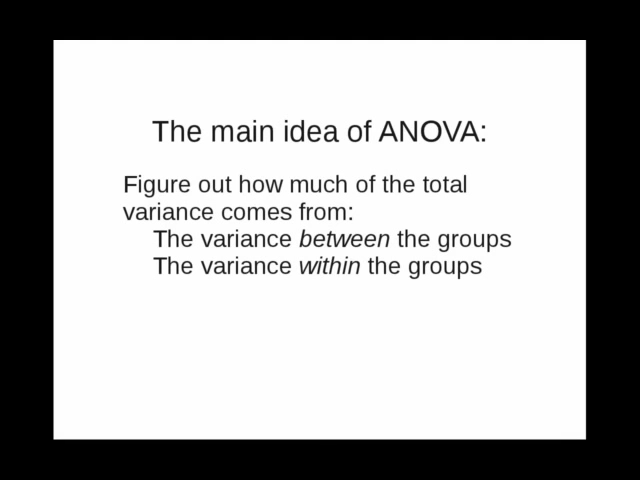 The main idea of ANOVA:
Figure out how much of the total
variance comes from:
The variance between the groups
The variance within the groups